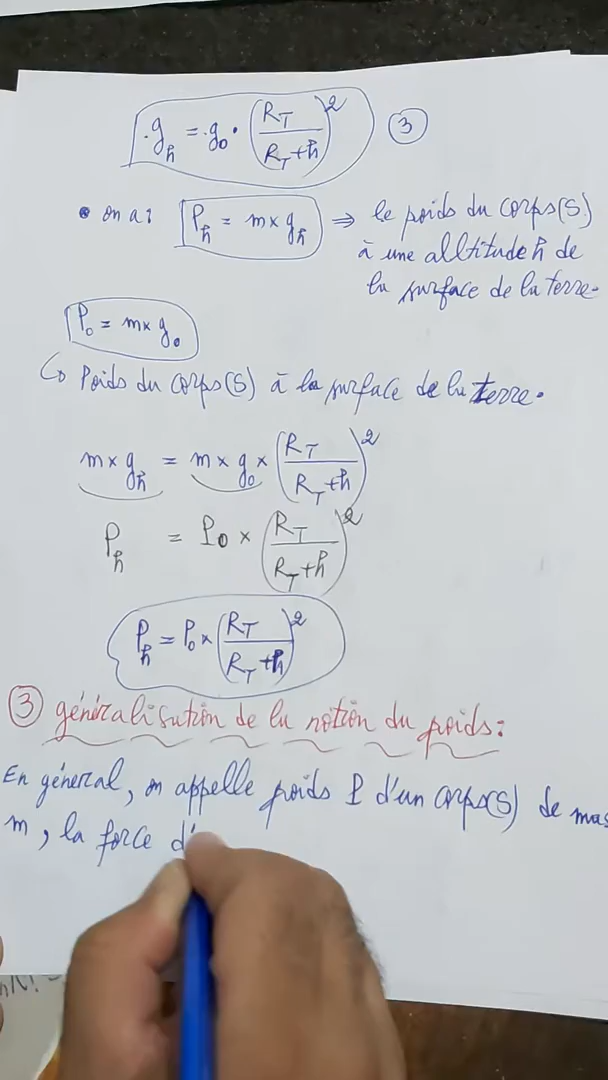 g_h = g_0 · (R_T / (R_T + h))² ③
• on a : P_h = m × g_h ⇒ le poids du corps (S)
à une alltitude h de
la surface de la terre.
P_0 = m × g_0
↳ Poids du corps (S) à la surface de la terre.
m × g_h = m × g_0 × (R_T / (R_T + h))²
P_h = P_0 × (R_T / (R_T + h))²
P_h = P_0 × (R_T / (R_T + h))²
③ généralisation de la notion du poids :
En général, on appelle poids P d'un corps (S) de mas
m, la force d'